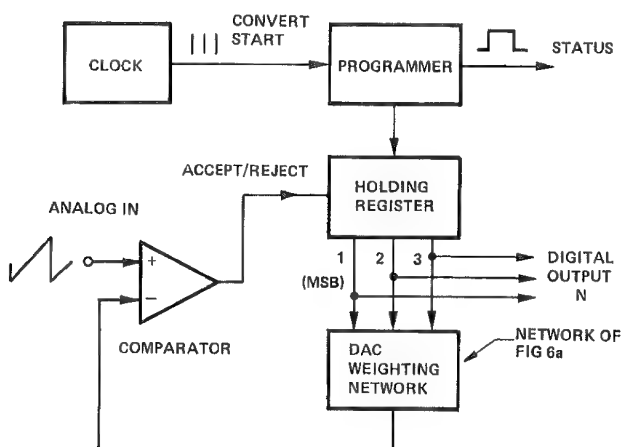 CONVERT
START
CLOCK
PROGRAMMER
STATUS
ACCEPT/REJECT
HOLDING
REGISTER
ANALOG IN
+
−
COMPARATOR
1
2
3
(MSB)
DIGITAL
OUTPUT
N
DAC
WEIGHTING
NETWORK
NETWORK OF
FIG 6a